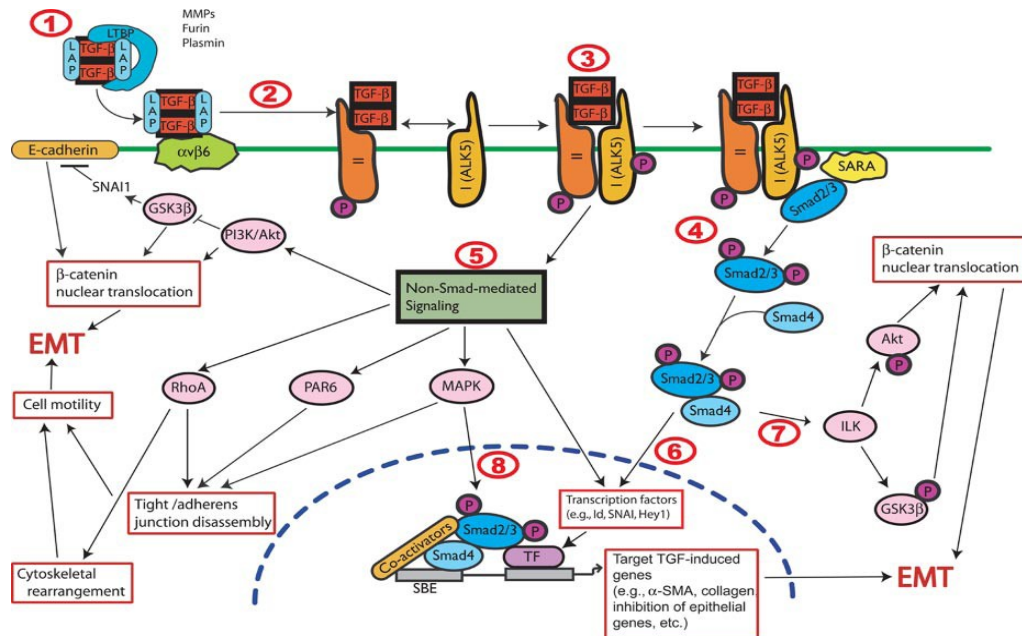 1
LTBP
MMPs
Furin
Plasmin
LAP
TGF-β
TGF-β
LAP
2
3
LAP
TGF-β
TGF-β
LAP
αvβ6
E-cadherin
TGF-β
TGF-β
II
P
I (ALK5)
TGF-β
TGF-β
II
I (ALK5)
P
P
TGF-β
TGF-β
II
I (ALK5)
P
P
SARA
Smad2/3
SNAI1
GSK3β
PI3K/Akt
β-catenin
nuclear translocation
EMT
Cell motility
5
Non-Smad-mediated
Signaling
4
P
Smad2/3
P
Smad4
P
Smad2/3
P
Smad4
β-catenin
nuclear translocation
Akt
P
7
ILK
P
GSK3β
RhoA
PAR6
MAPK
6
8
Tight /adherens
junction disassembly
Cytoskeletal
rearrangement
Transcription factors
(e.g., Id, SNAI, Hey1)
P
Co-activators
Smad2/3
P
Smad4
TF
SBE
Target TGF-induced
genes
(e.g., α-SMA, collagen,
inhibition of epithelial
genes, etc.)
EMT